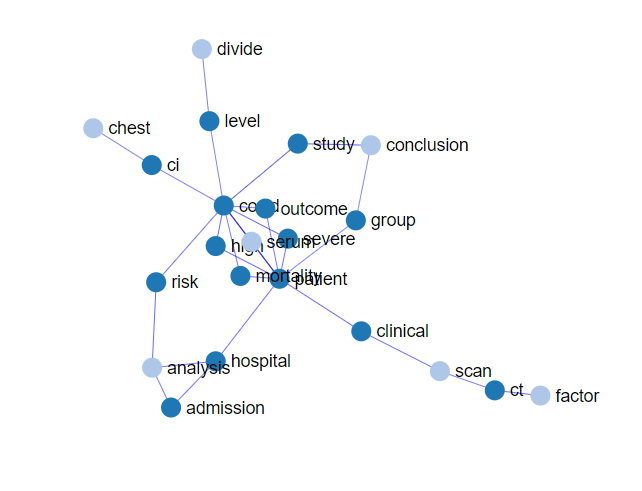 divide
chest
level
study
conclusion
ci
covid
outcome
group
high
serum
severe
mortality
patient
risk
clinical
hospital
analysis
scan
ct
factor
admission